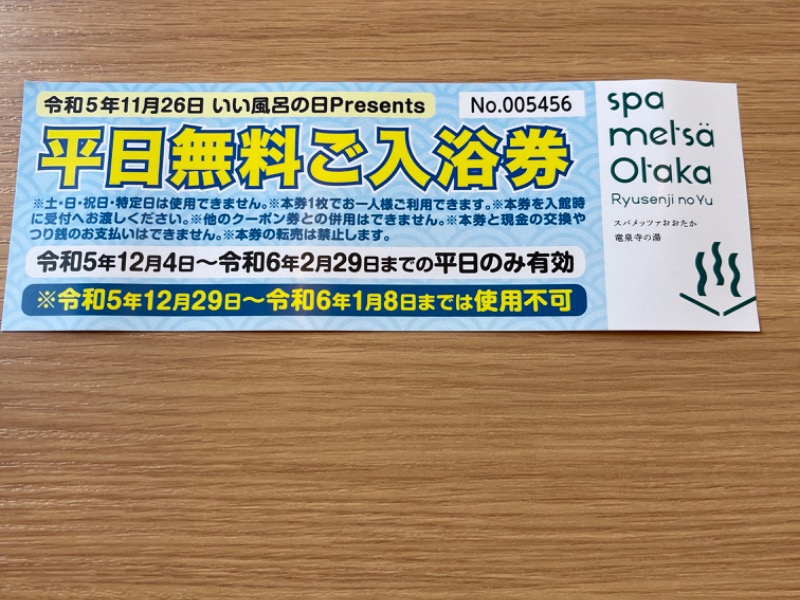 令和5年11月26日 いい風呂の日Presents
No.005456
平日無料ご入浴券
※土・日・祝日・特定日は使用できません。※本券1枚でお一人様ご利用できます。※本券を入館時
に受付へお渡しください。※他のクーポン券との併用はできません。※本券と現金の交換や
つり銭のお支払いはできません。※本券の転売は禁止します。
令和5年12月4日～令和6年2月29日までの平日のみ有効
※令和5年12月29日～令和6年1月8日までは使用不可
spa
metsä
Otaka
Ryusenji no Yu
スパメッツァおおたか
竜泉寺の湯